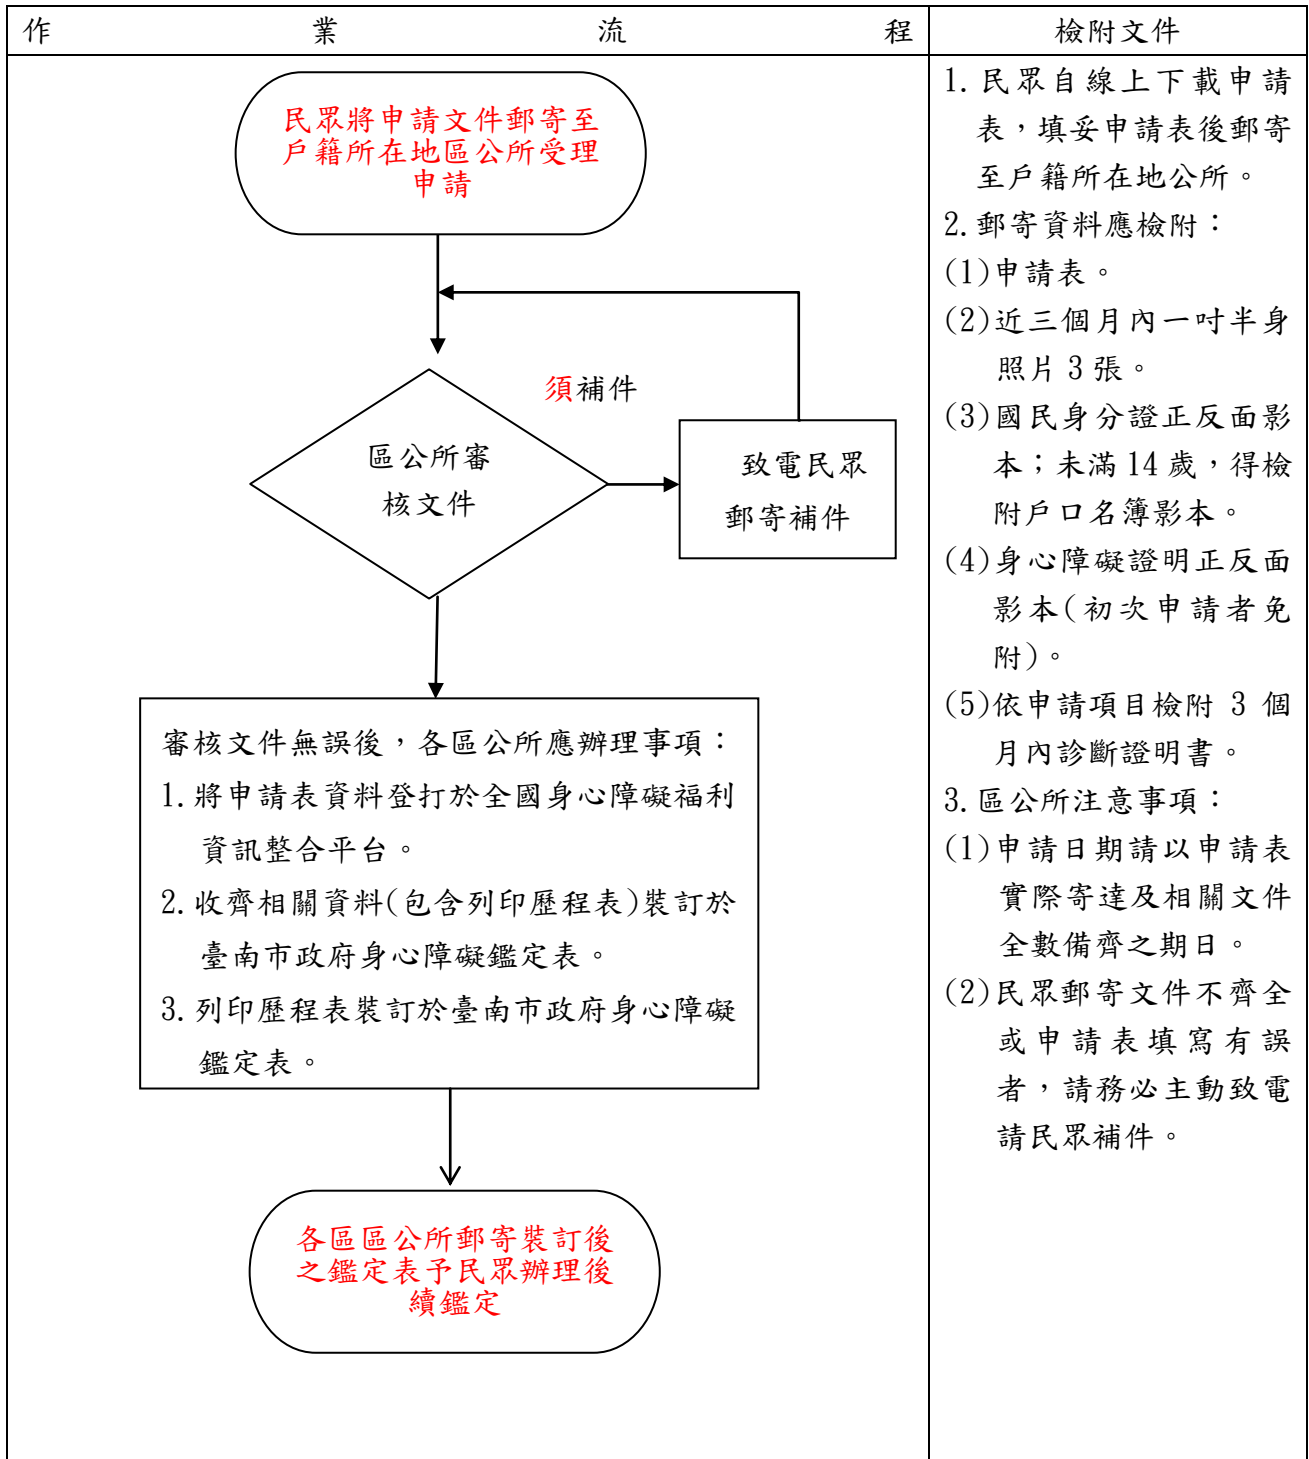 作業流程
民眾將申請文件郵寄至
戶籍所在地區公所受理
申請
須補件
區公所審
核文件
致電民眾
郵寄補件
審核文件無誤後，各區公所應辦理事項：
1.將申請表資料登打於全國身心障礙福利
資訊整合平台。
2.收齊相關資料(包含列印歷程表)裝訂於
臺南市政府身心障礙鑑定表。
3.列印歷程表裝訂於臺南市政府身心障礙
鑑定表。
各區區公所郵寄裝訂後
之鑑定表予民眾辦理後
續鑑定
檢附文件
1.民眾自線上下載申請
表，填妥申請表後郵寄
至戶籍所在地公所。
2.郵寄資料應檢附：
(1)申請表。
(2)近三個月內一吋半身
照片3張。
(3)國民身分證正反面影
本；未滿14歲，得檢
附戶口名簿影本。
(4)身心障礙證明正反面
影本(初次申請者免
附)。
(5)依申請項目檢附 3 個
月內診斷證明書。
3.區公所注意事項：
(1)申請日期請以申請表
實際寄達及相關文件
全數備齊之期日。
(2)民眾郵寄文件不齊全
或申請表填寫有誤
者，請務必主動致電
請民眾補件。